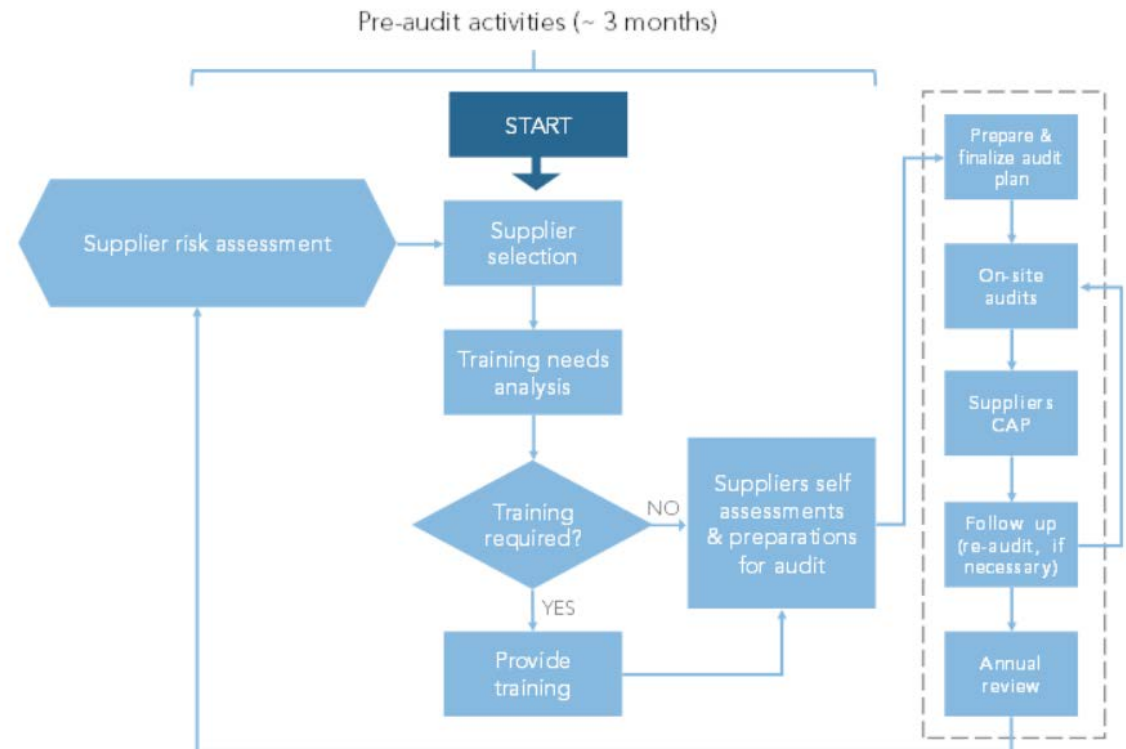 Pre-audit activities (~ 3 months)
START
Supplier risk assessment
Supplier
selection
Training needs
analysis
Training
required?
NO
YES
Provide
training
Suppliers self
assessments
& preparations
for audit
Prepare &
finalize audit
plan
On-site
audits
Suppliers
CAP
Follow up
(re-audit, if
necessary)
Annual
review